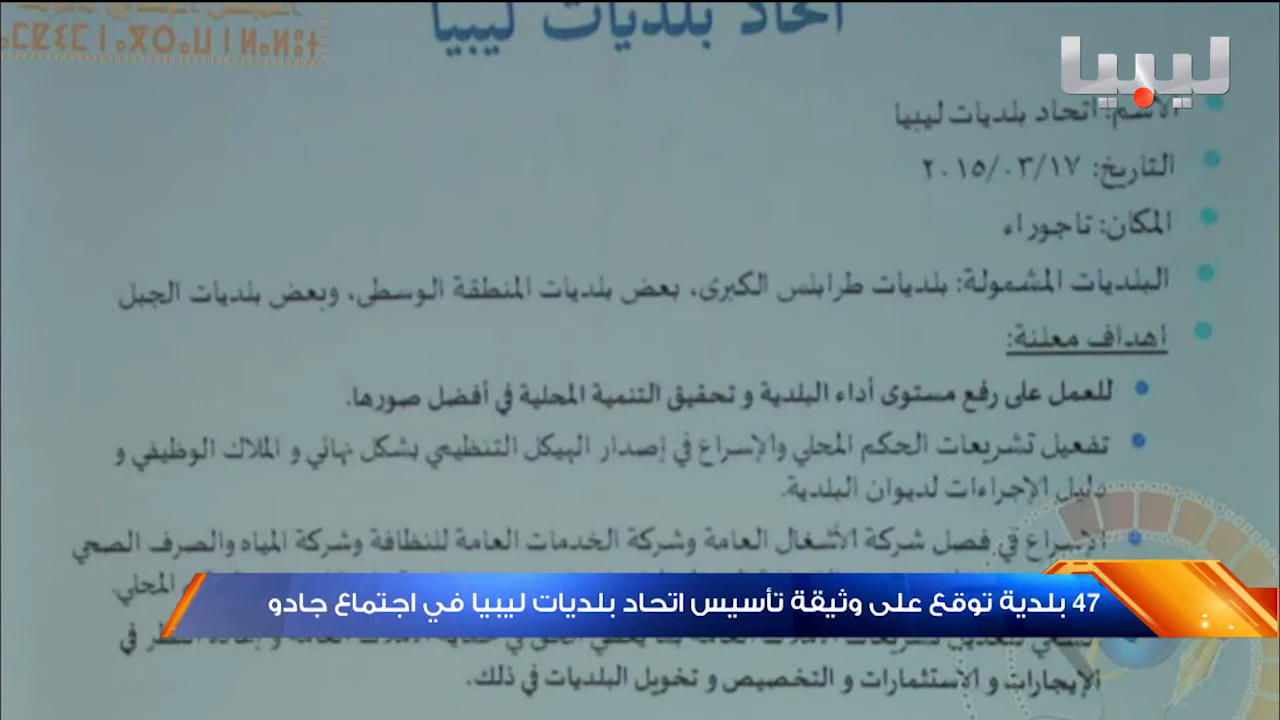 اتحاد بلديات ليبيا
ليبيا
الاسم: اتحاد بلديات ليبيا
التاريخ: ٢٠١٥/٠٣/١٧
المكان: تاجوراء
البلديات المشمولة: بلديات طرابلس الكبرى، بعض بلديات المنطقة الوسطى، وبعض بلديات الجبل
اهداف معلنة:
للعمل على رفع مستوى أداء البلدية و تحقيق التنمية المحلية في أفضل صورها.
تفعيل تشريعات الحكم المحلي والإسراع في إصدار الهيكل التنظيمي بشكل نهائي و الملاك الوظيفي و
دليل الإجراءات لديوان البلدية.
الإسراع في فصل شركة الأشغال العامة وشركة الخدمات العامة للنظافة وشركة المياه والصرف الصحي
المحلي.
47 بلدية توقع على وثيقة تأسيس اتحاد بلديات ليبيا في اجتماع جادو
النظر في
الإيجارات و الاستثمارات و التخصيص و تخويل البلديات في ذلك.